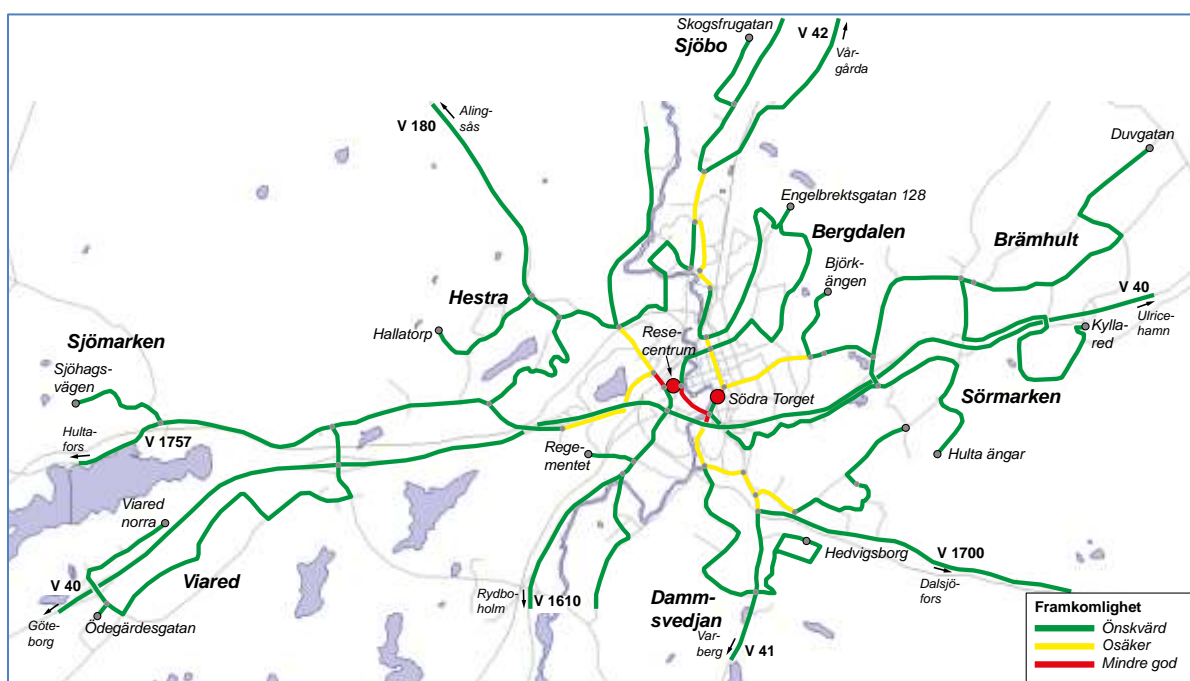 Skogsfrugatan
Sjöbo
V 42
Vår-
gårda
Aling-
sås
V 180
Duvgatan
Engelbrektsgatan 128
Bergdalen
Brämhult
Björk-
ängen
V 40
Ulrice-
hamn
Hestra
Hallatorp
Rese-
centrum
Kylla-
red
Sjömarken
Sjöhags-
vägen
Södra Torget
Sörmarken
Hulta-
fors
V 1757
Rege-
mentet
Hulta ängar
Viared
norra
Hedvigsborg
V 1700
Dalsjö-
fors
V 40
Viared
Göte-
borg
Ödegärdesgatan
Rydbo-
holm
V 1610
Damm-
svedjan
Var-
berg
V 41
Framkomlighet
Önskvärd
Osäker
Mindre god